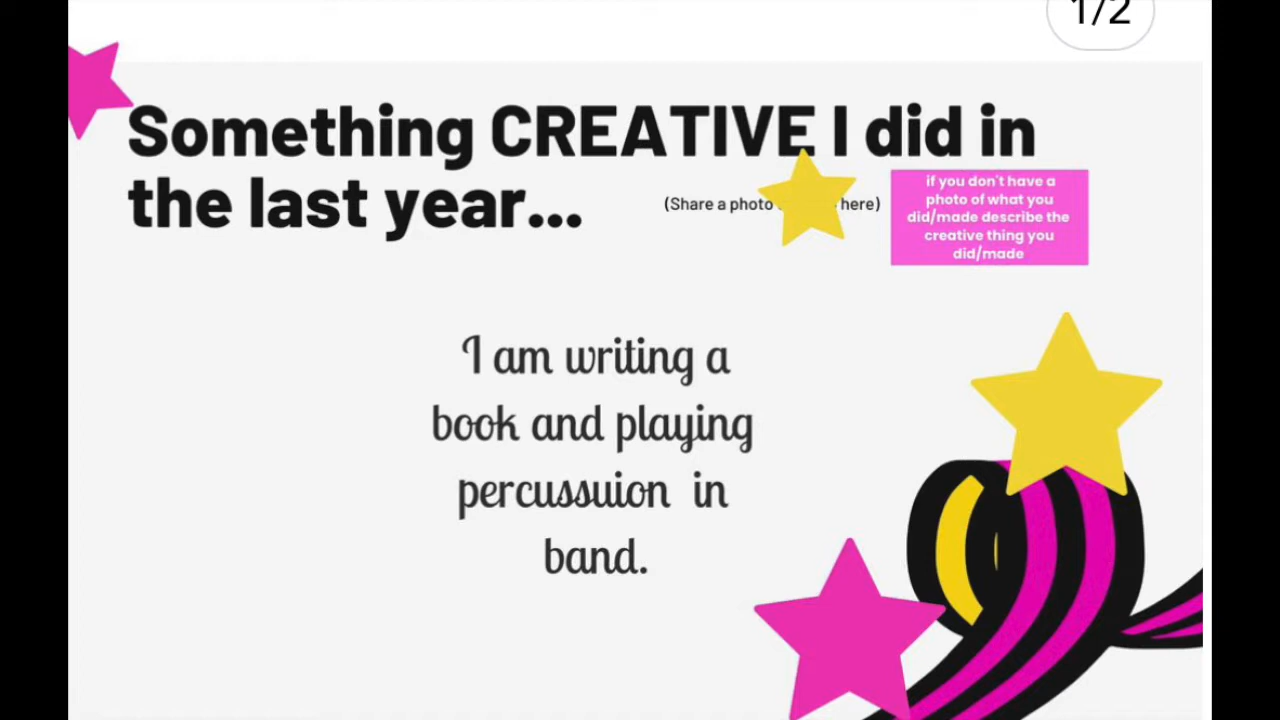 1/2
Something CREATIVE I did in
the last year...
(Share a photo here)
if you don't have a
photo of what you
did/made describe the
creative thing you
did/made
I am writing a
book and playing
percussuion in
band.